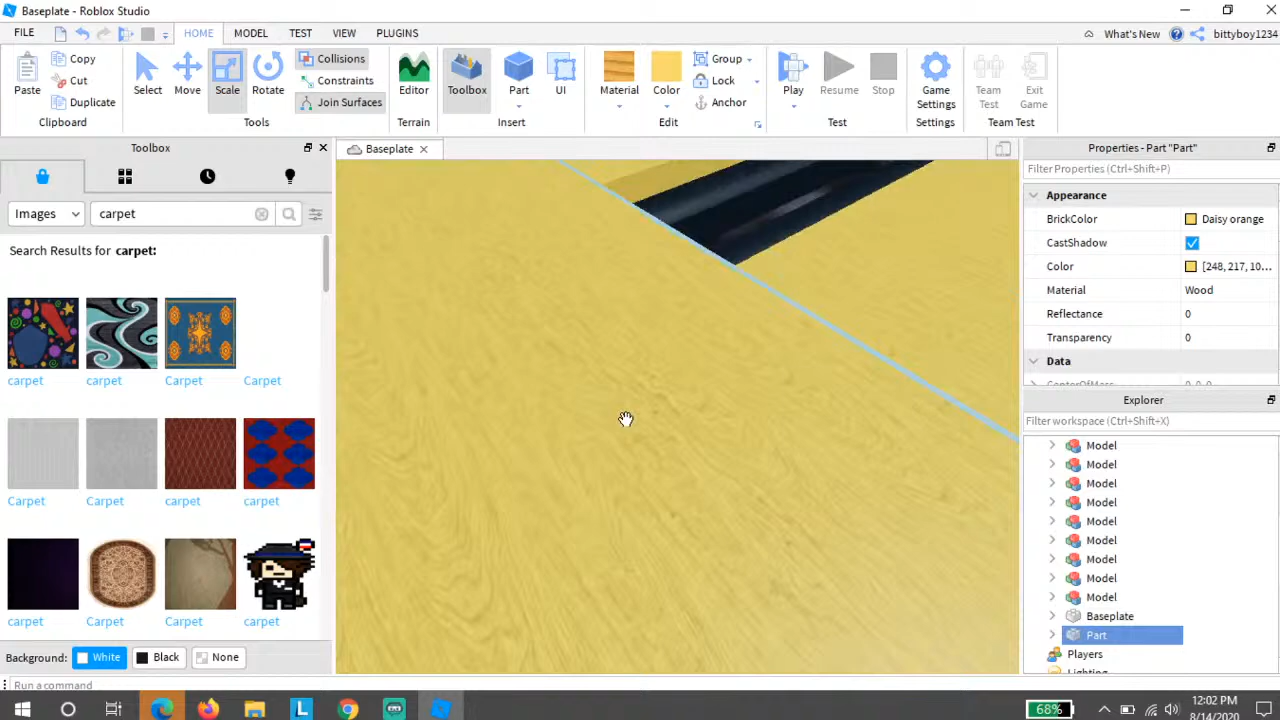 Baseplate - Roblox Studio
FILE HOME MODEL TEST VIEW PLUGINS What's New bittyboy1234
Paste Copy Cut Duplicate Clipboard
Select Move Scale Rotate Collisions Constraints Join Surfaces Tools
Editor Terrain
Toolbox Part UI Insert
Material Color Group Lock Anchor Edit
Play Resume Stop Test
Game Settings Settings
Team Test Exit Game Team Test
Toolbox
Images carpet
Search Results for carpet:
carpet carpet Carpet Carpet
Carpet Carpet carpet carpet
carpet Carpet Carpet carpet
Background: White Black None
Baseplate
Properties - Part "Part"
Filter Properties (Ctrl+Shift+P)
Appearance
BrickColor Daisy orange
CastShadow
Color [248, 217, 10...
Material Wood
Reflectance 0
Transparency 0
Data
CenterOfMass 0, 0, 0
Explorer
Filter workspace (Ctrl+Shift+X)
Model
Model
Model
Model
Model
Model
Model
Model
Model
Baseplate
Part
Players
Lighting
Run a command
68%
12:02 PM
8/14/2020